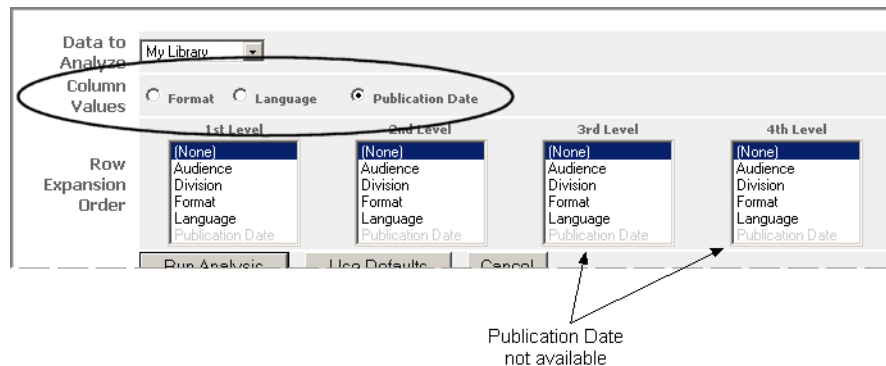 Data to
Analyze
My Library
Column
Values
Format Language Publication Date
1st Level 2nd Level 3rd Level 4th Level
Row
Expansion
Order
(None) (None) (None) (None)
Audience Audience Audience Audience
Division Division Division Division
Format Format Format Format
Language Language Language Language
Publication Date Publication Date Publication Date Publication Date
Run Analysis Use Defaults Cancel
Publication Date
not available